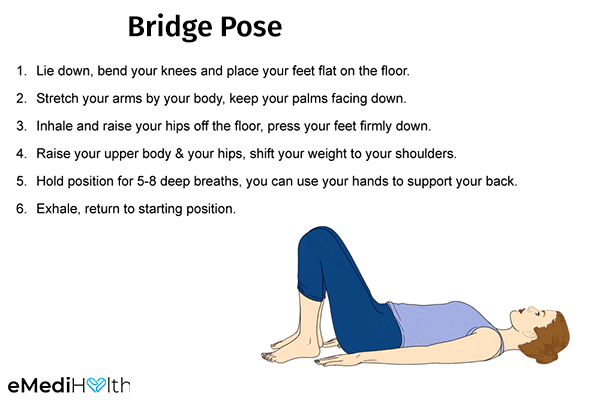 Bridge Pose
1. Lie down, bend your knees and place your feet flat on the floor.
2. Stretch your arms by your body, keep your palms facing down.
3. Inhale and raise your hips off the floor, press your feet firmly down.
4. Raise your upper body & your hips, shift your weight to your shoulders.
5. Hold position for 5-8 deep breaths, you can use your hands to support your back.
6. Exhale, return to starting position.
eMediHealth